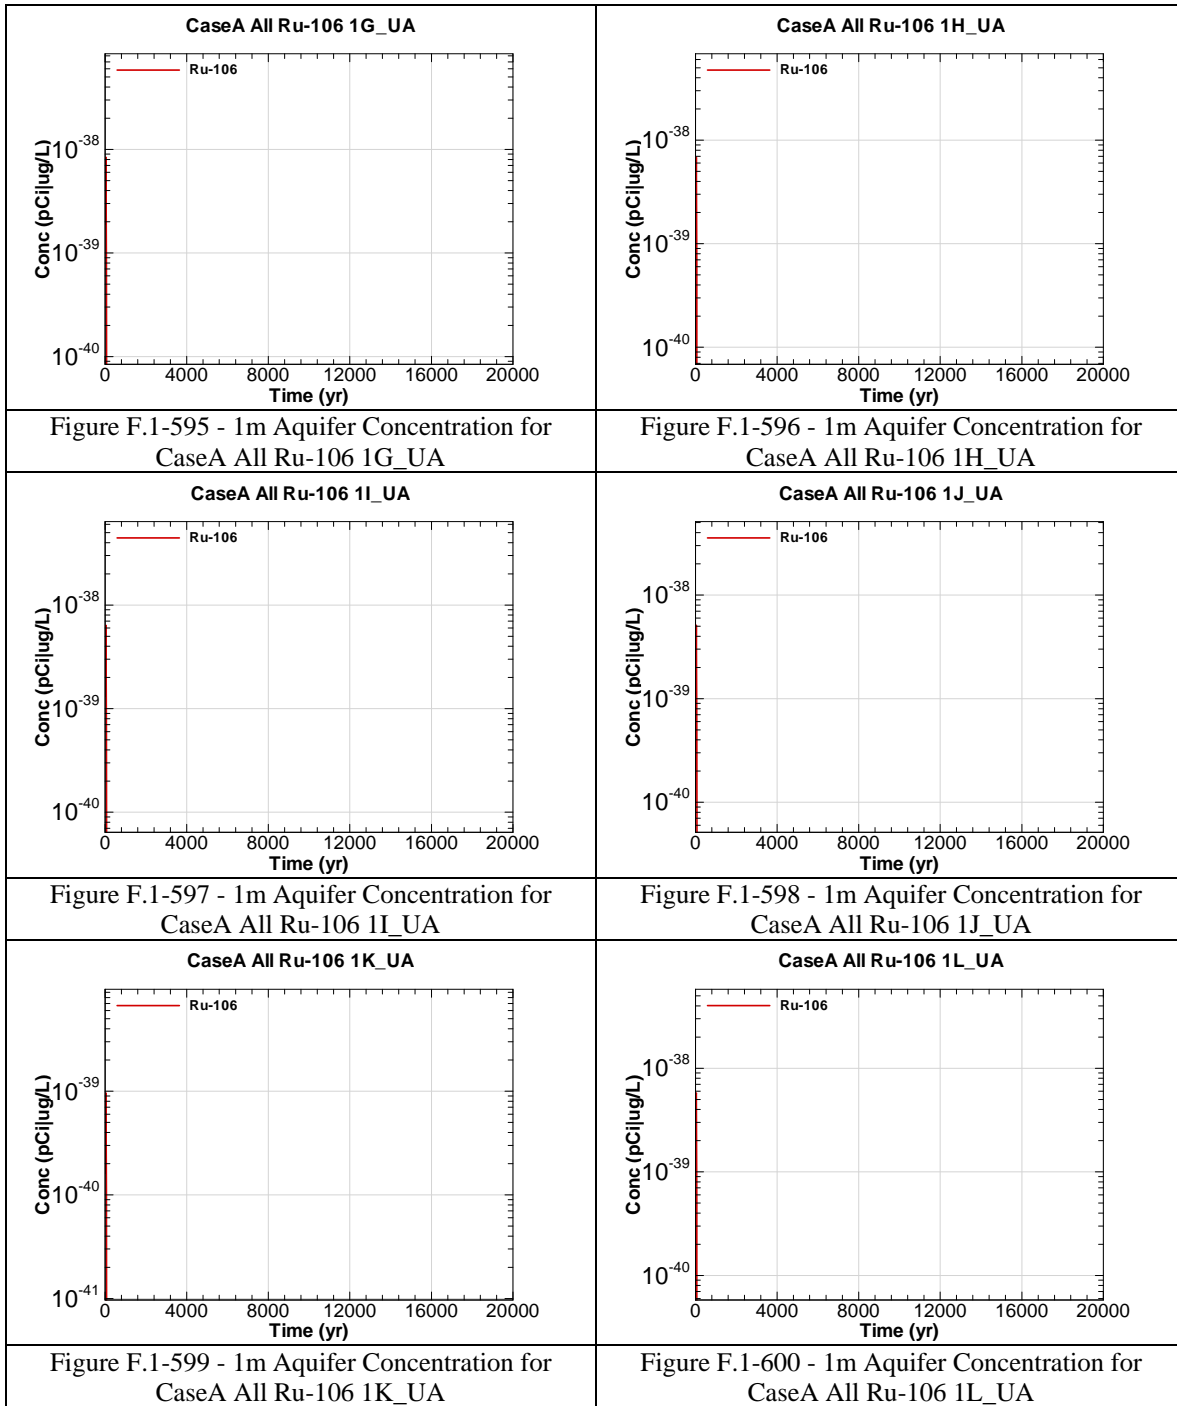 CaseA All Ru-106 1G_UA
Ru-106
10-38
10-39
10-40
Conc (pCi|ug/L)
0 4000 8000 12000 16000 20000
Time (yr)
Figure F.1-595 - 1m Aquifer Concentration for
CaseA All Ru-106 1G_UA
CaseA All Ru-106 1H_UA
Ru-106
10-38
10-39
10-40
Conc (pCi|ug/L)
0 4000 8000 12000 16000 20000
Time (yr)
Figure F.1-596 - 1m Aquifer Concentration for
CaseA All Ru-106 1H_UA
CaseA All Ru-106 1I_UA
Ru-106
10-38
10-39
10-40
Conc (pCi|ug/L)
0 4000 8000 12000 16000 20000
Time (yr)
Figure F.1-597 - 1m Aquifer Concentration for
CaseA All Ru-106 1I_UA
CaseA All Ru-106 1J_UA
Ru-106
10-38
10-39
10-40
Conc (pCi|ug/L)
0 4000 8000 12000 16000 20000
Time (yr)
Figure F.1-598 - 1m Aquifer Concentration for
CaseA All Ru-106 1J_UA
CaseA All Ru-106 1K_UA
Ru-106
10-39
10-40
10-41
Conc (pCi|ug/L)
0 4000 8000 12000 16000 20000
Time (yr)
Figure F.1-599 - 1m Aquifer Concentration for
CaseA All Ru-106 1K_UA
CaseA All Ru-106 1L_UA
Ru-106
10-38
10-39
10-40
Conc (pCi|ug/L)
0 4000 8000 12000 16000 20000
Time (yr)
Figure F.1-600 - 1m Aquifer Concentration for
CaseA All Ru-106 1L_UA